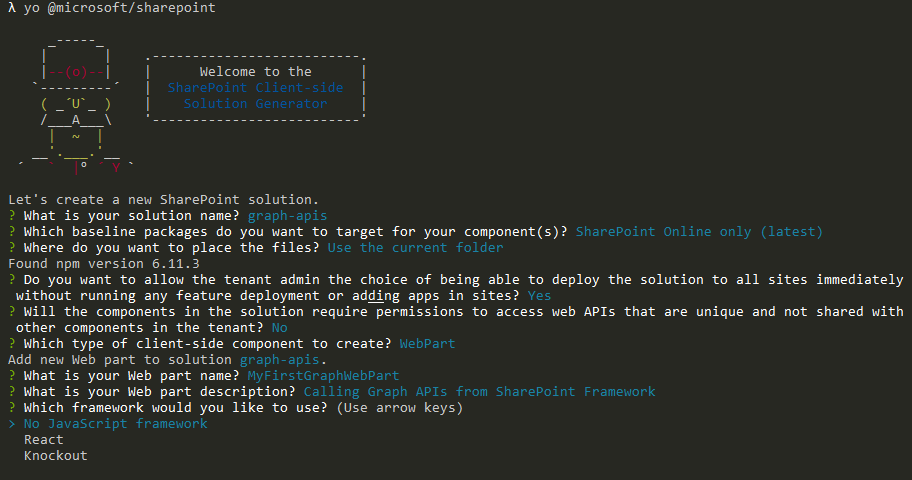 λ yo @microsoft/sharepoint
Welcome to the
SharePoint Client-side
Solution Generator
Let's create a new SharePoint solution.
? What is your solution name? graph-apis
? Which baseline packages do you want to target for your component(s)? SharePoint Online only (latest)
? Where do you want to place the files? Use the current folder
Found npm version 6.11.3
? Do you want to allow the tenant admin the choice of being able to deploy the solution to all sites immediately
without running any feature deployment or adding apps in sites? Yes
? Will the components in the solution require permissions to access web APIs that are unique and not shared with
other components in the tenant? No
? Which type of client-side component to create? WebPart
Add new Web part to solution graph-apis.
? What is your Web part name? MyFirstGraphWebPart
? What is your Web part description? Calling Graph APIs from SharePoint Framework
? Which framework would you like to use? (Use arrow keys)
> No JavaScript framework
React
Knockout